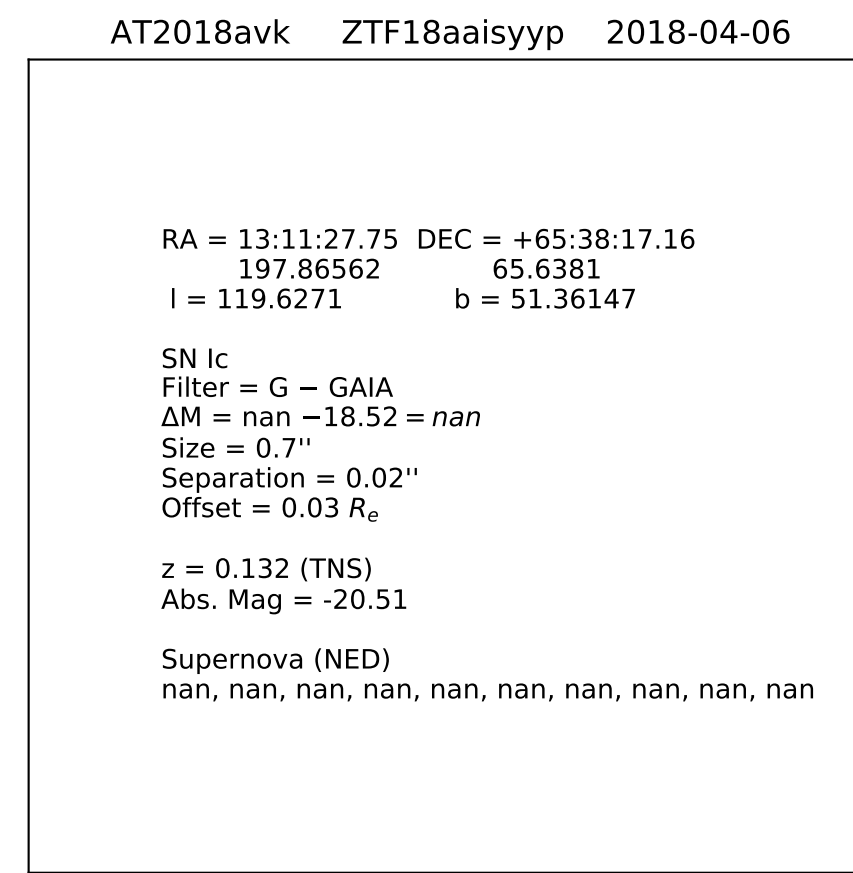 AT2018avk ZTF18aaisyyp 2018-04-06
RA = 13:11:27.75 DEC = +65:38:17.16
197.86562 65.6381
l = 119.6271 b = 51.36147
SN Ic
Filter = G − GAIA
ΔM = nan −18.52 = nan
Size = 0.7''
Separation = 0.02''
Offset = 0.03 Rₑ
z = 0.132 (TNS)
Abs. Mag = -20.51
Supernova (NED)
nan, nan, nan, nan, nan, nan, nan, nan, nan, nan